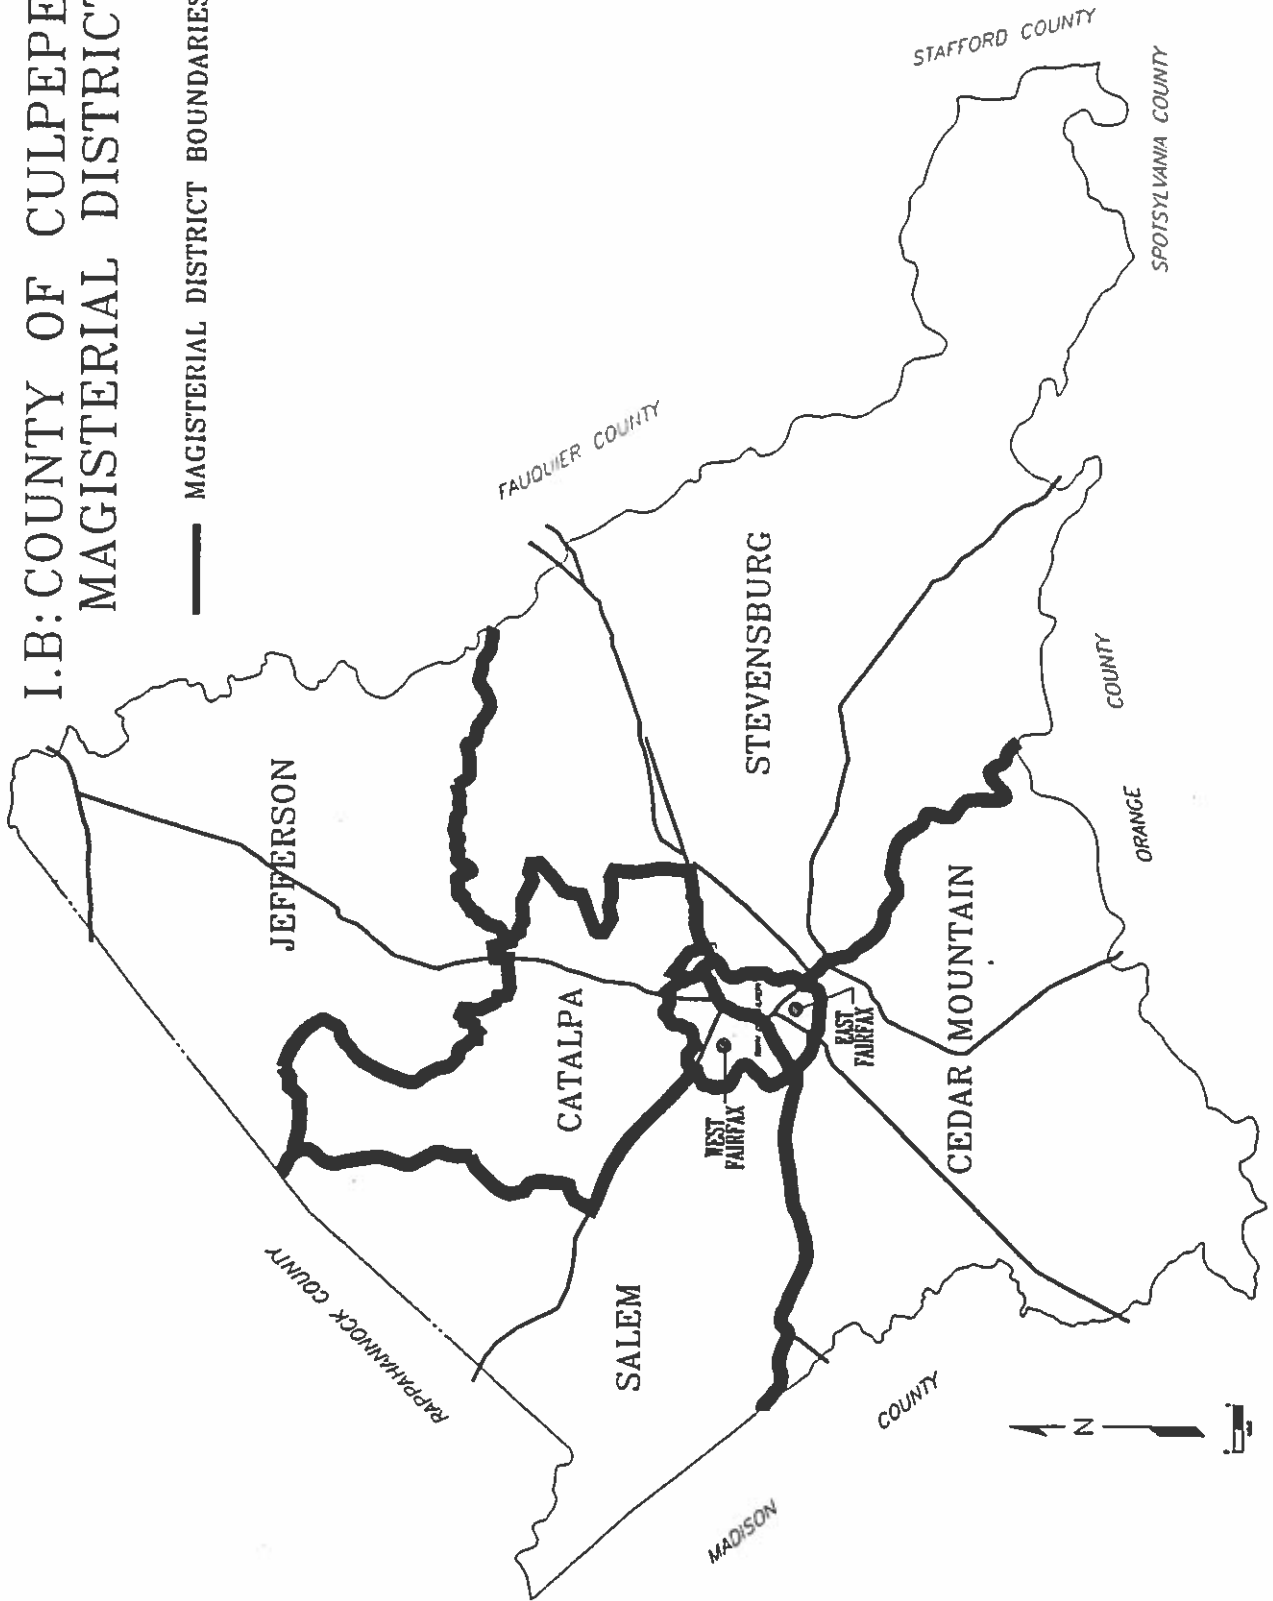 I.B: COUNTY OF CULPEPE
MAGISTERIAL DISTRICT
MAGISTERIAL DISTRICT BOUNDARIES
STAFFORD COUNTY
SPOTSYLVANIA COUNTY
FAUQUIER COUNTY
JEFFERSON
STEVENSBURG
CATALPA
WEST
FAIRFAX
EAST
FAIRFAX
CEDAR MOUNTAIN
ORANGE
COUNTY
RAPPAHANNOCK COUNTY
SALEM
MADISON
COUNTY
N